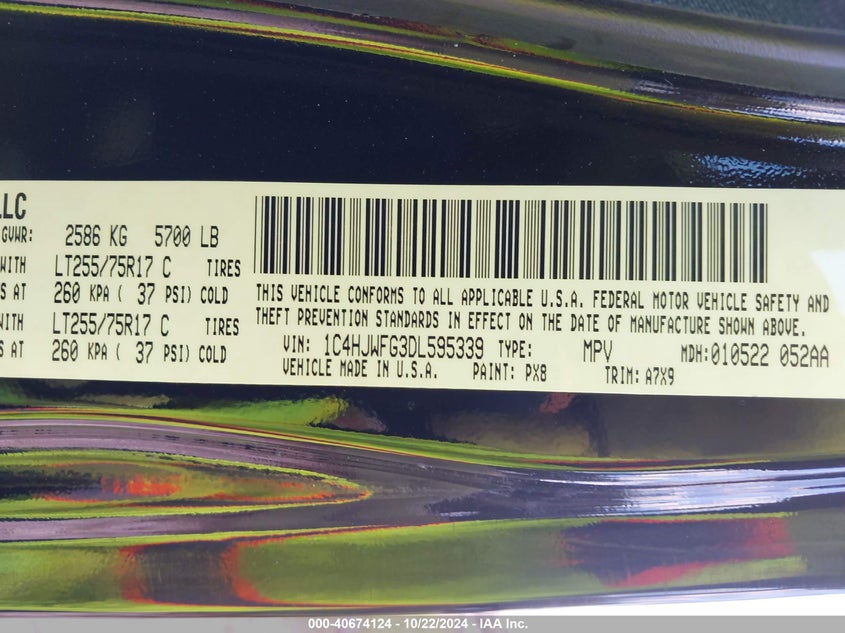 LLC
GVWR: 2586 KG 5700 LB
WITH LT255/75R17 C TIRES
S AT 260 KPA ( 37 PSI) COLD
WITH LT255/75R17 C TIRES
S AT 260 KPA ( 37 PSI) COLD
THIS VEHICLE CONFORMS TO ALL APPLICABLE U.S.A. FEDERAL MOTOR VEHICLE SAFETY AND
THEFT PREVENTION STANDARDS IN EFFECT ON THE DATE OF MANUFACTURE SHOWN ABOVE.
VIN: 1C4HJWFG3DL595339 TYPE: MPV MDH: 010522 052AA
VEHICLE MADE IN U.S.A. PAINT: PX8 TRIM: A7X9
000-40674124 - 10/22/2024 - IAA Inc.